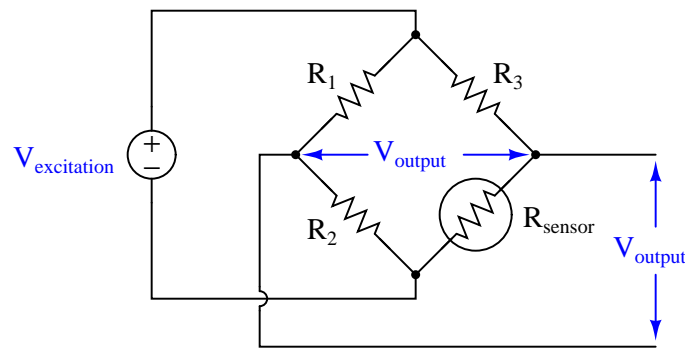 R1
R3
Vexcitation
+
−
Voutput
R2
Rsensor
Voutput